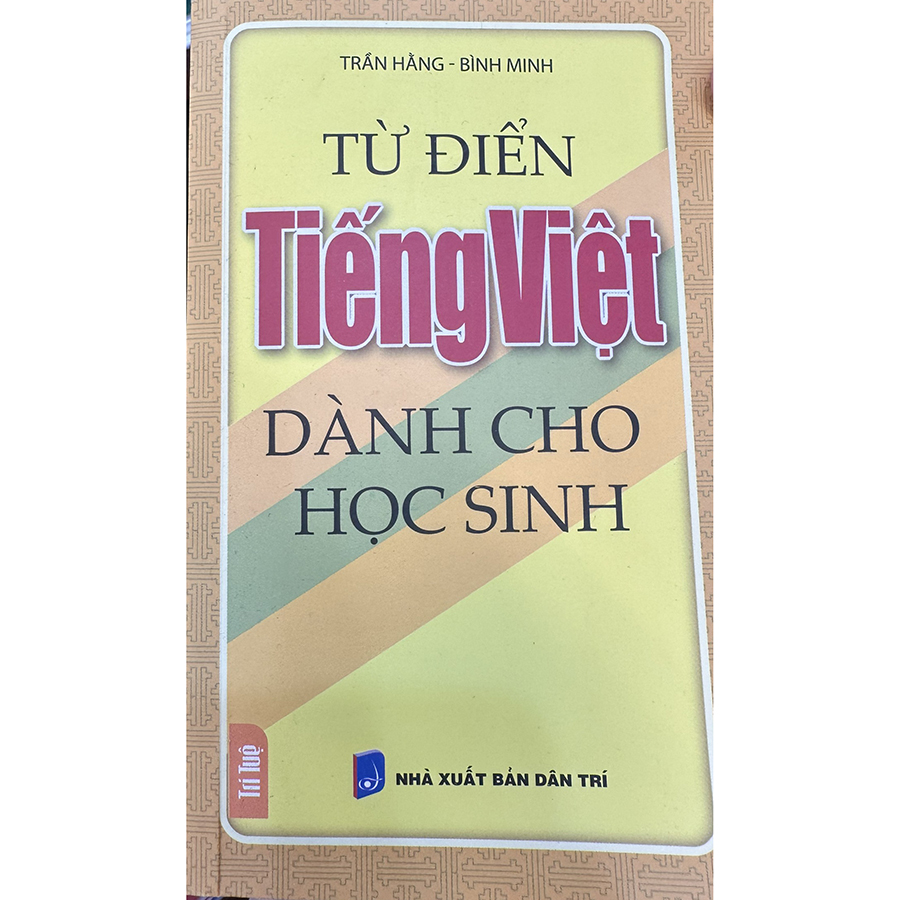 TRẦN HẰNG - BÌNH MINH
TỪ ĐIỂN
Tiếng Việt
DÀNH CHO
HỌC SINH
Trí Tuệ
NHÀ XUẤT BẢN DÂN TRÍ